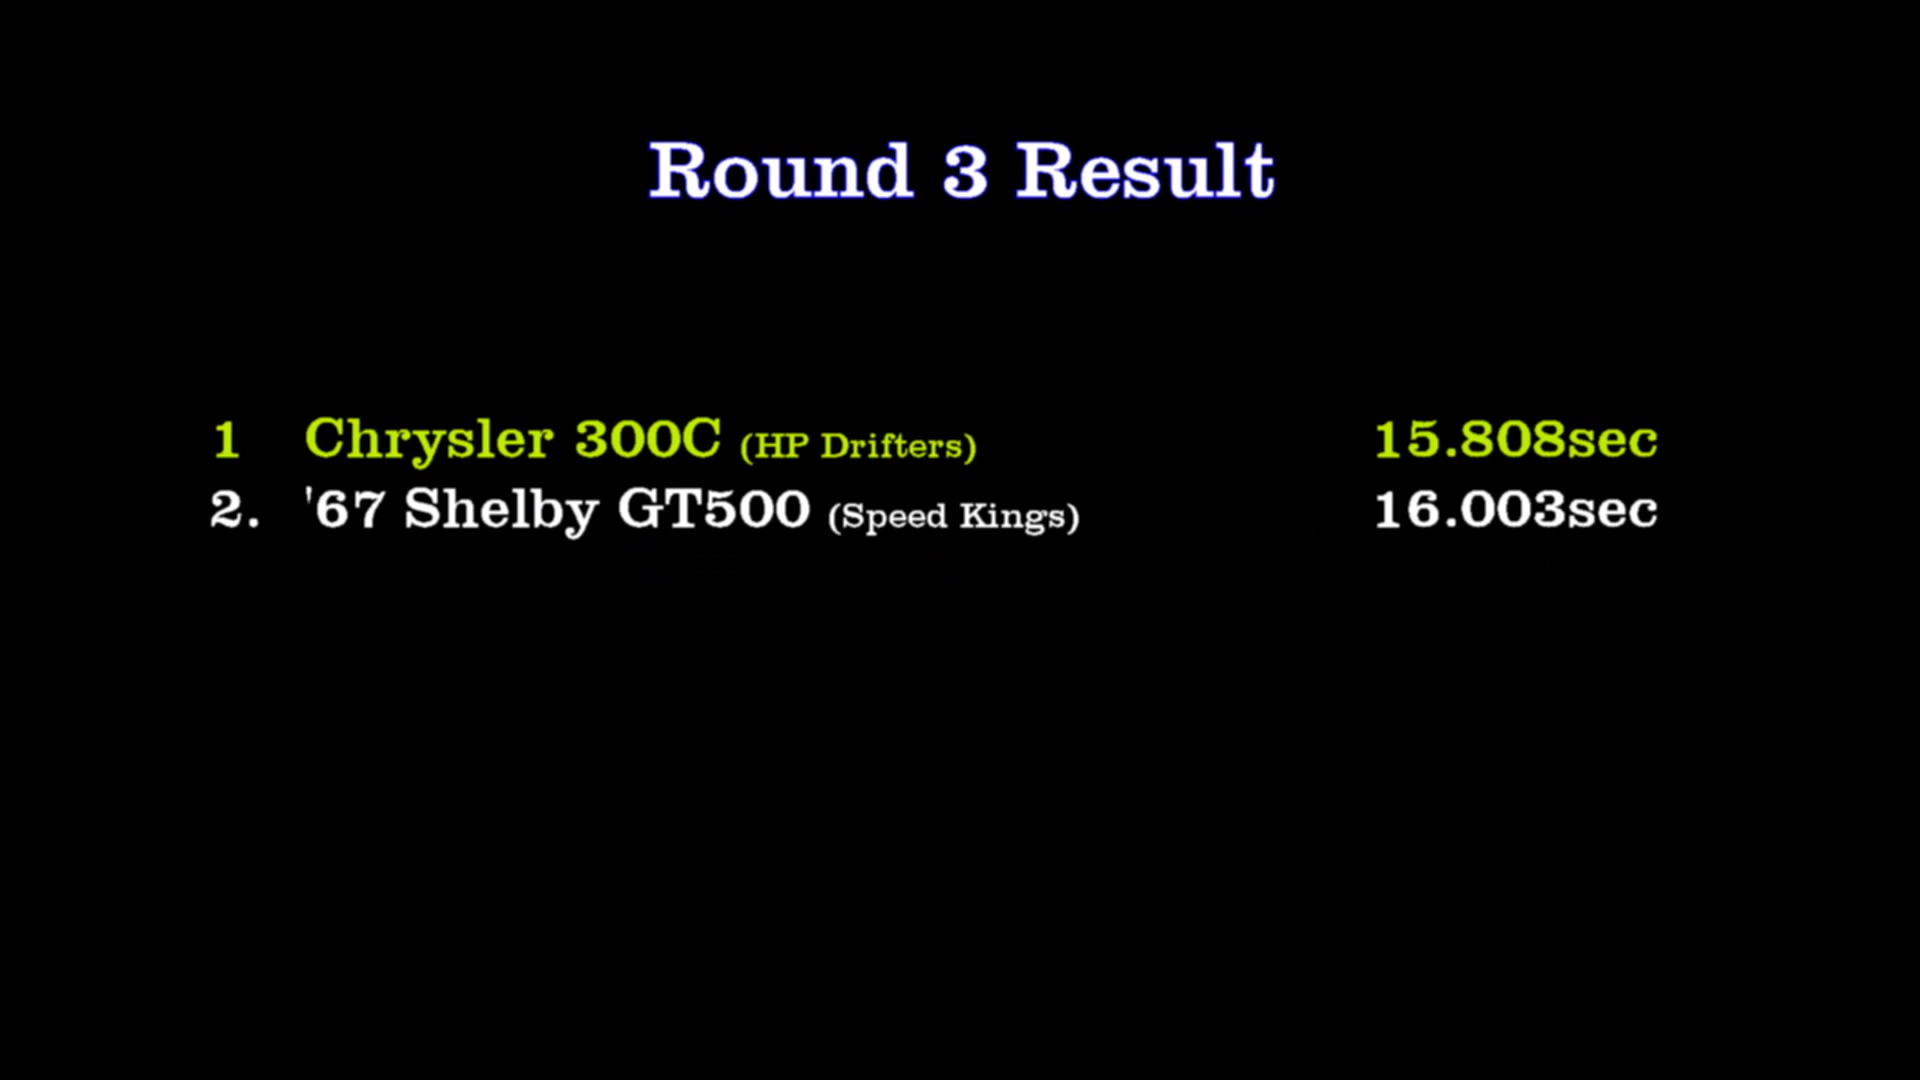 Round 3 Result
1 Chrysler 300C (HP Drifters) 15.808sec
2. '67 Shelby GT500 (Speed Kings) 16.003sec